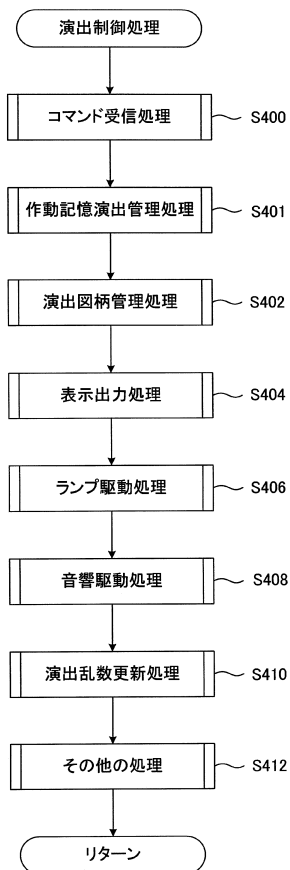 演出制御処理
コマンド受信処理 S400
作動記憶演出管理処理 S401
演出図柄管理処理 S402
表示出力処理 S404
ランプ駆動処理 S406
音響駆動処理 S408
演出乱数更新処理 S410
その他の処理 S412
リターン